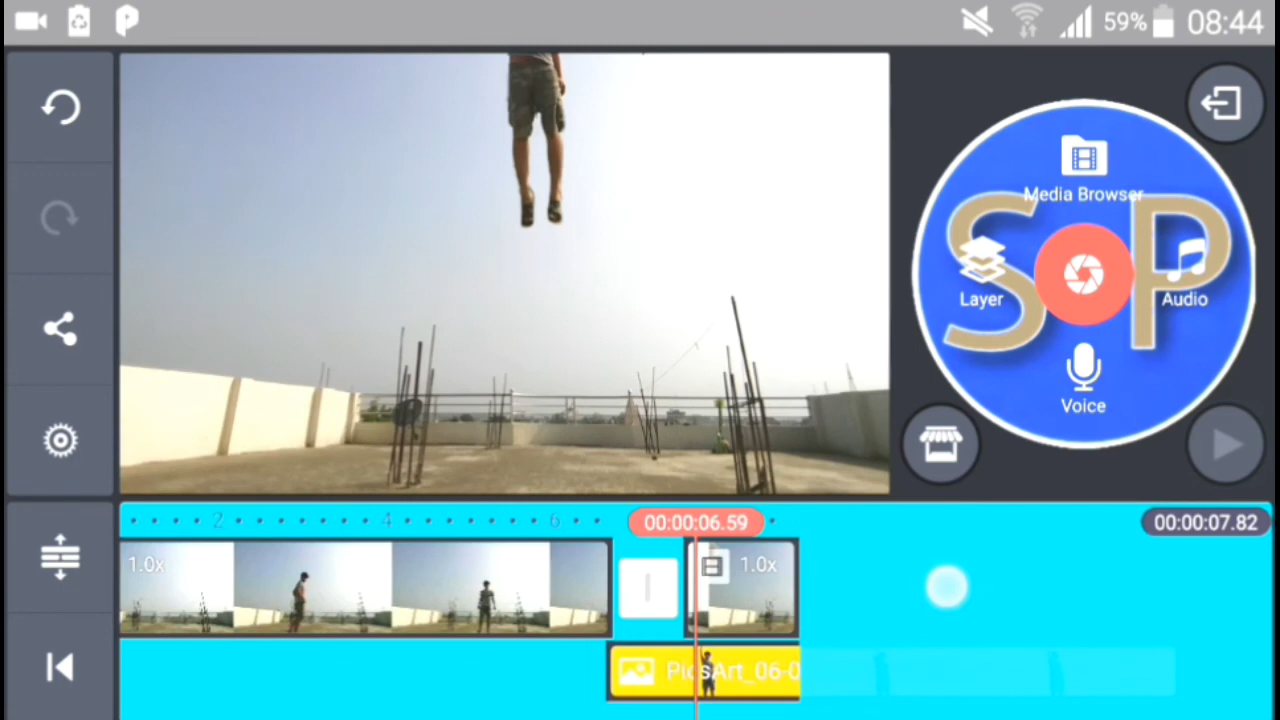 59% 08:44
Media Browser
S P
Layer
Audio
Voice
2 4 6
00:00:06.59
00:00:07.82
1.0x
1.0x
PicsArt_06-0